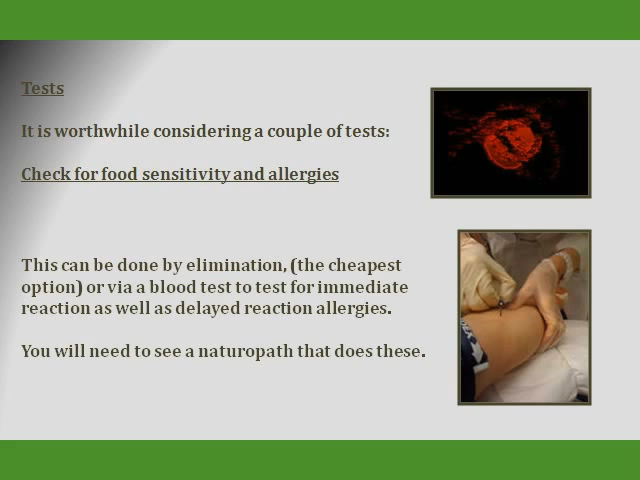 Tests
It is worthwhile considering a couple of tests:
Check for food sensitivity and allergies
This can be done by elimination, (the cheapest
option) or via a blood test to test for immediate
reaction as well as delayed reaction allergies.
You will need to see a naturopath that does these.